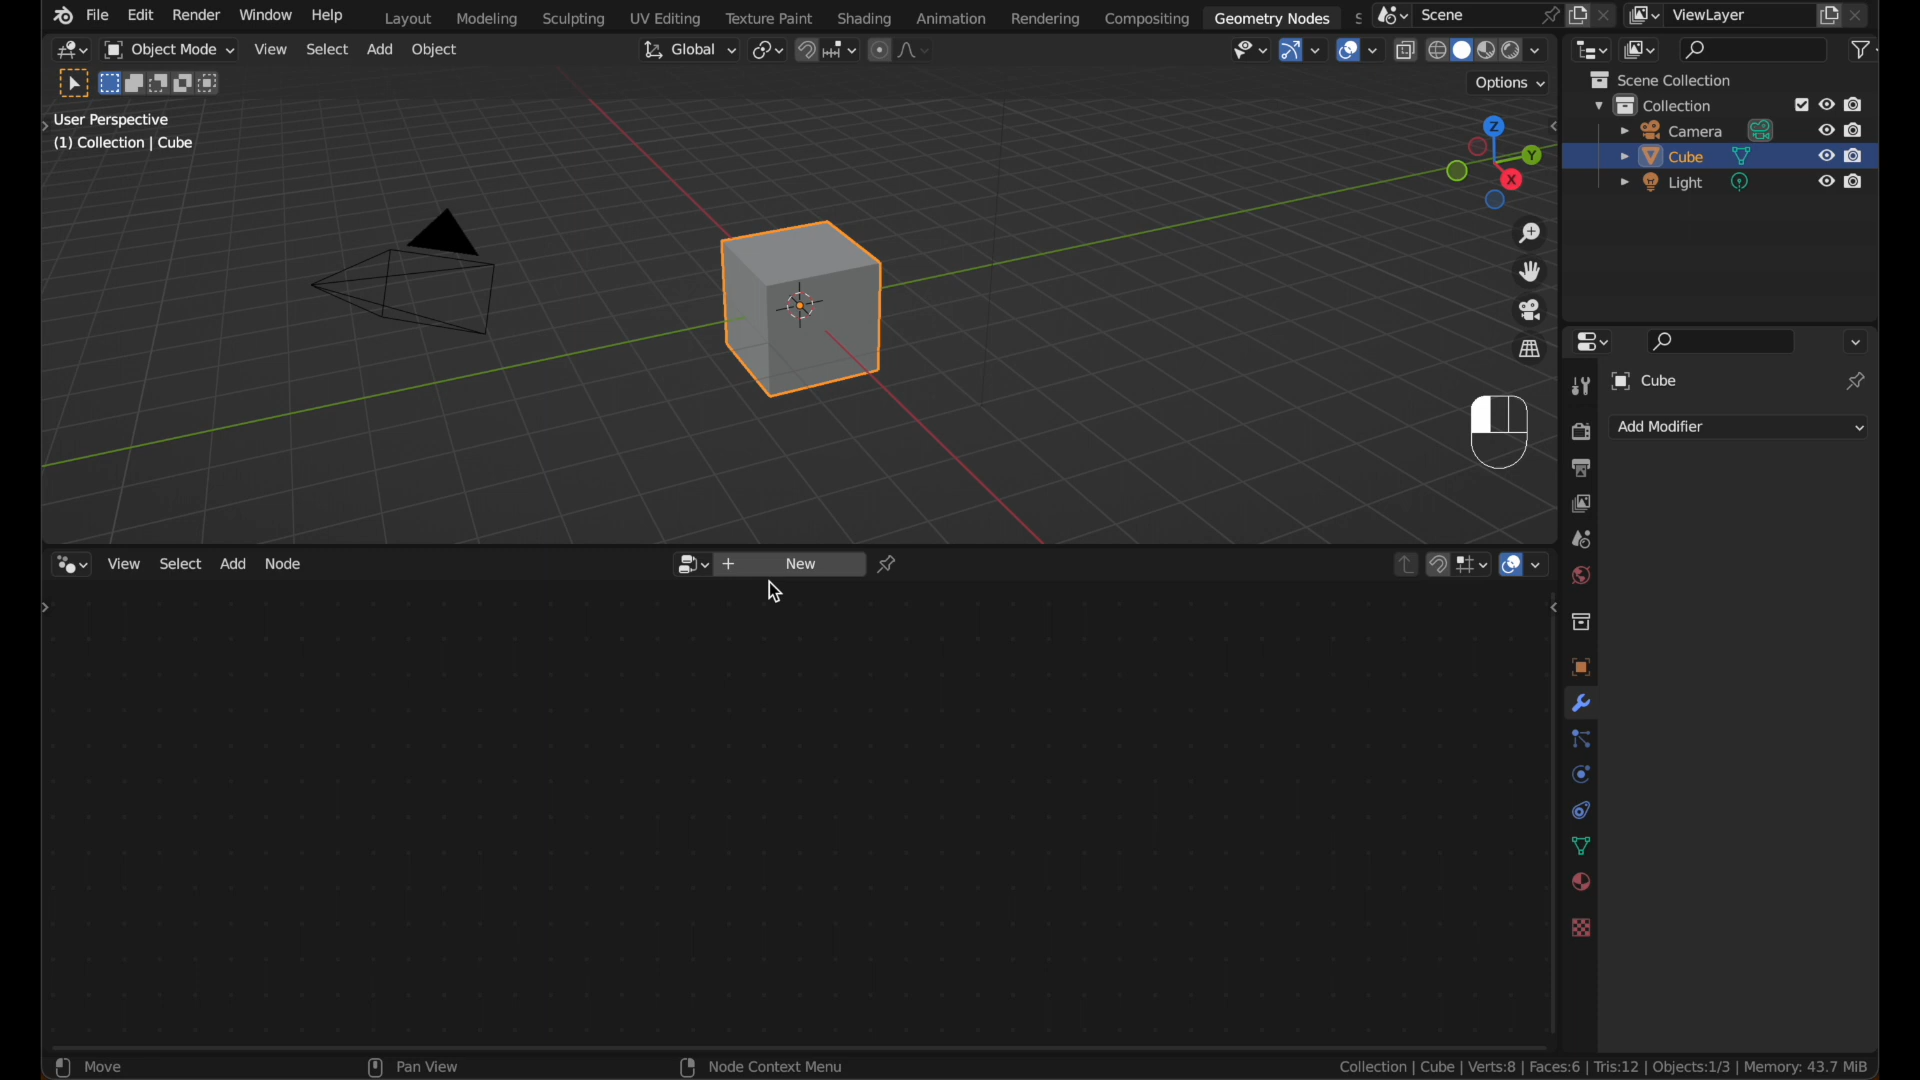 File Edit Render Window Help Layout Modeling Sculpting UV Editing Texture Paint Shading Animation Rendering Compositing Geometry Nodes S Scene ViewLayer
Object Mode View Select Add Object Global
Options
User Perspective
(1) Collection | Cube
Z
Y
X
Scene Collection
Collection
Camera
Cube
Light
Cube
Add Modifier
View Select Add Node New
Move Pan View Node Context Menu Collection | Cube | Verts:8 | Faces:6 | Tris:12 | Objects:1/3 | Memory: 43.7 MiB